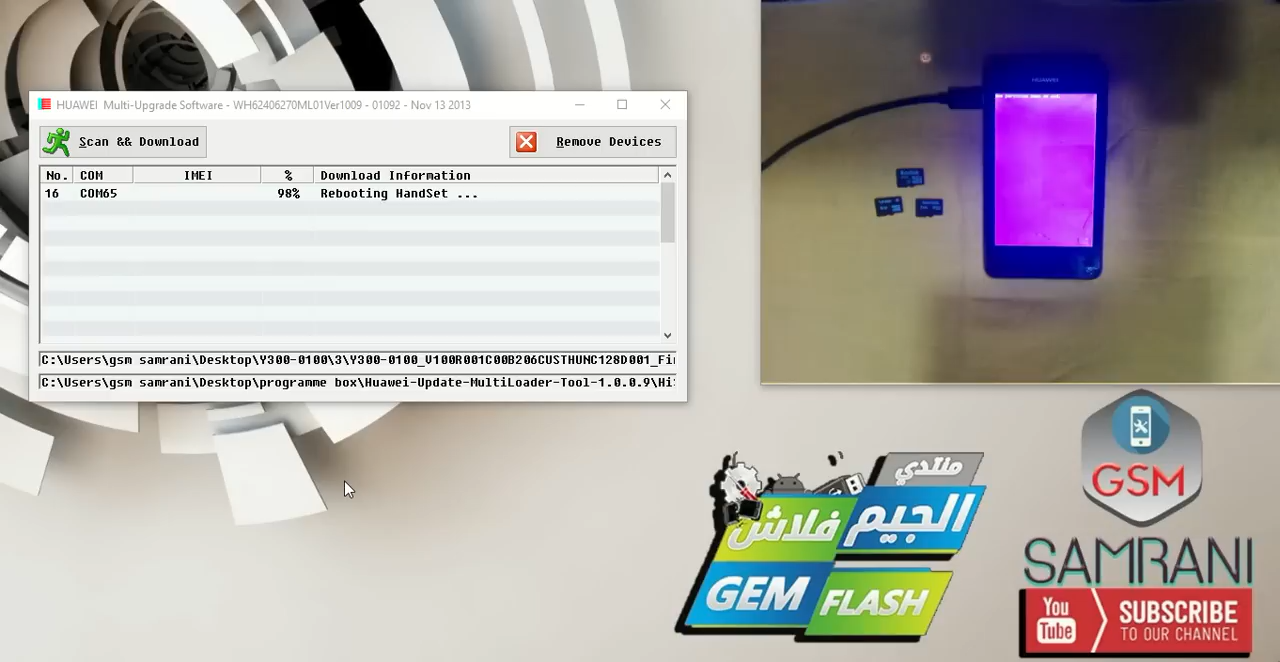 HUAWEI Multi-Upgrade Software - WH62406270ML01Ver1009 - 01092 - Nov 13 2013
Scan && Download
Remove Devices
No. COM IMEI % Download Information
16 COM65 98% Rebooting HandSet ...
C:\Users\gsm samrani\Desktop\Y300-0100\3\Y300-0100_V100R001C00B206CUSTHUNC128D001_Fi
C:\Users\gsm samrani\Desktop\programme box\Huawei-Update-MultiLoader-Tool-1.0.0.9\Hi
HUAWEI
منتدي
الجيم فلاش
GEM FLASH
GSM
SAMRANI
You Tube
SUBSCRIBE
TO OUR CHANNEL